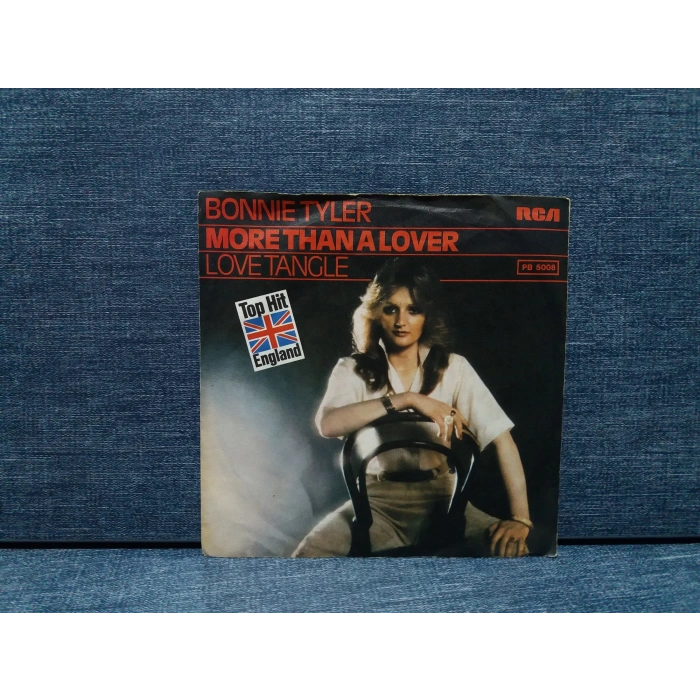 BONNIE TYLER
RCA
MORE THAN A LOVER
LOVE TANGLE
PB 5008
Top Hit
England